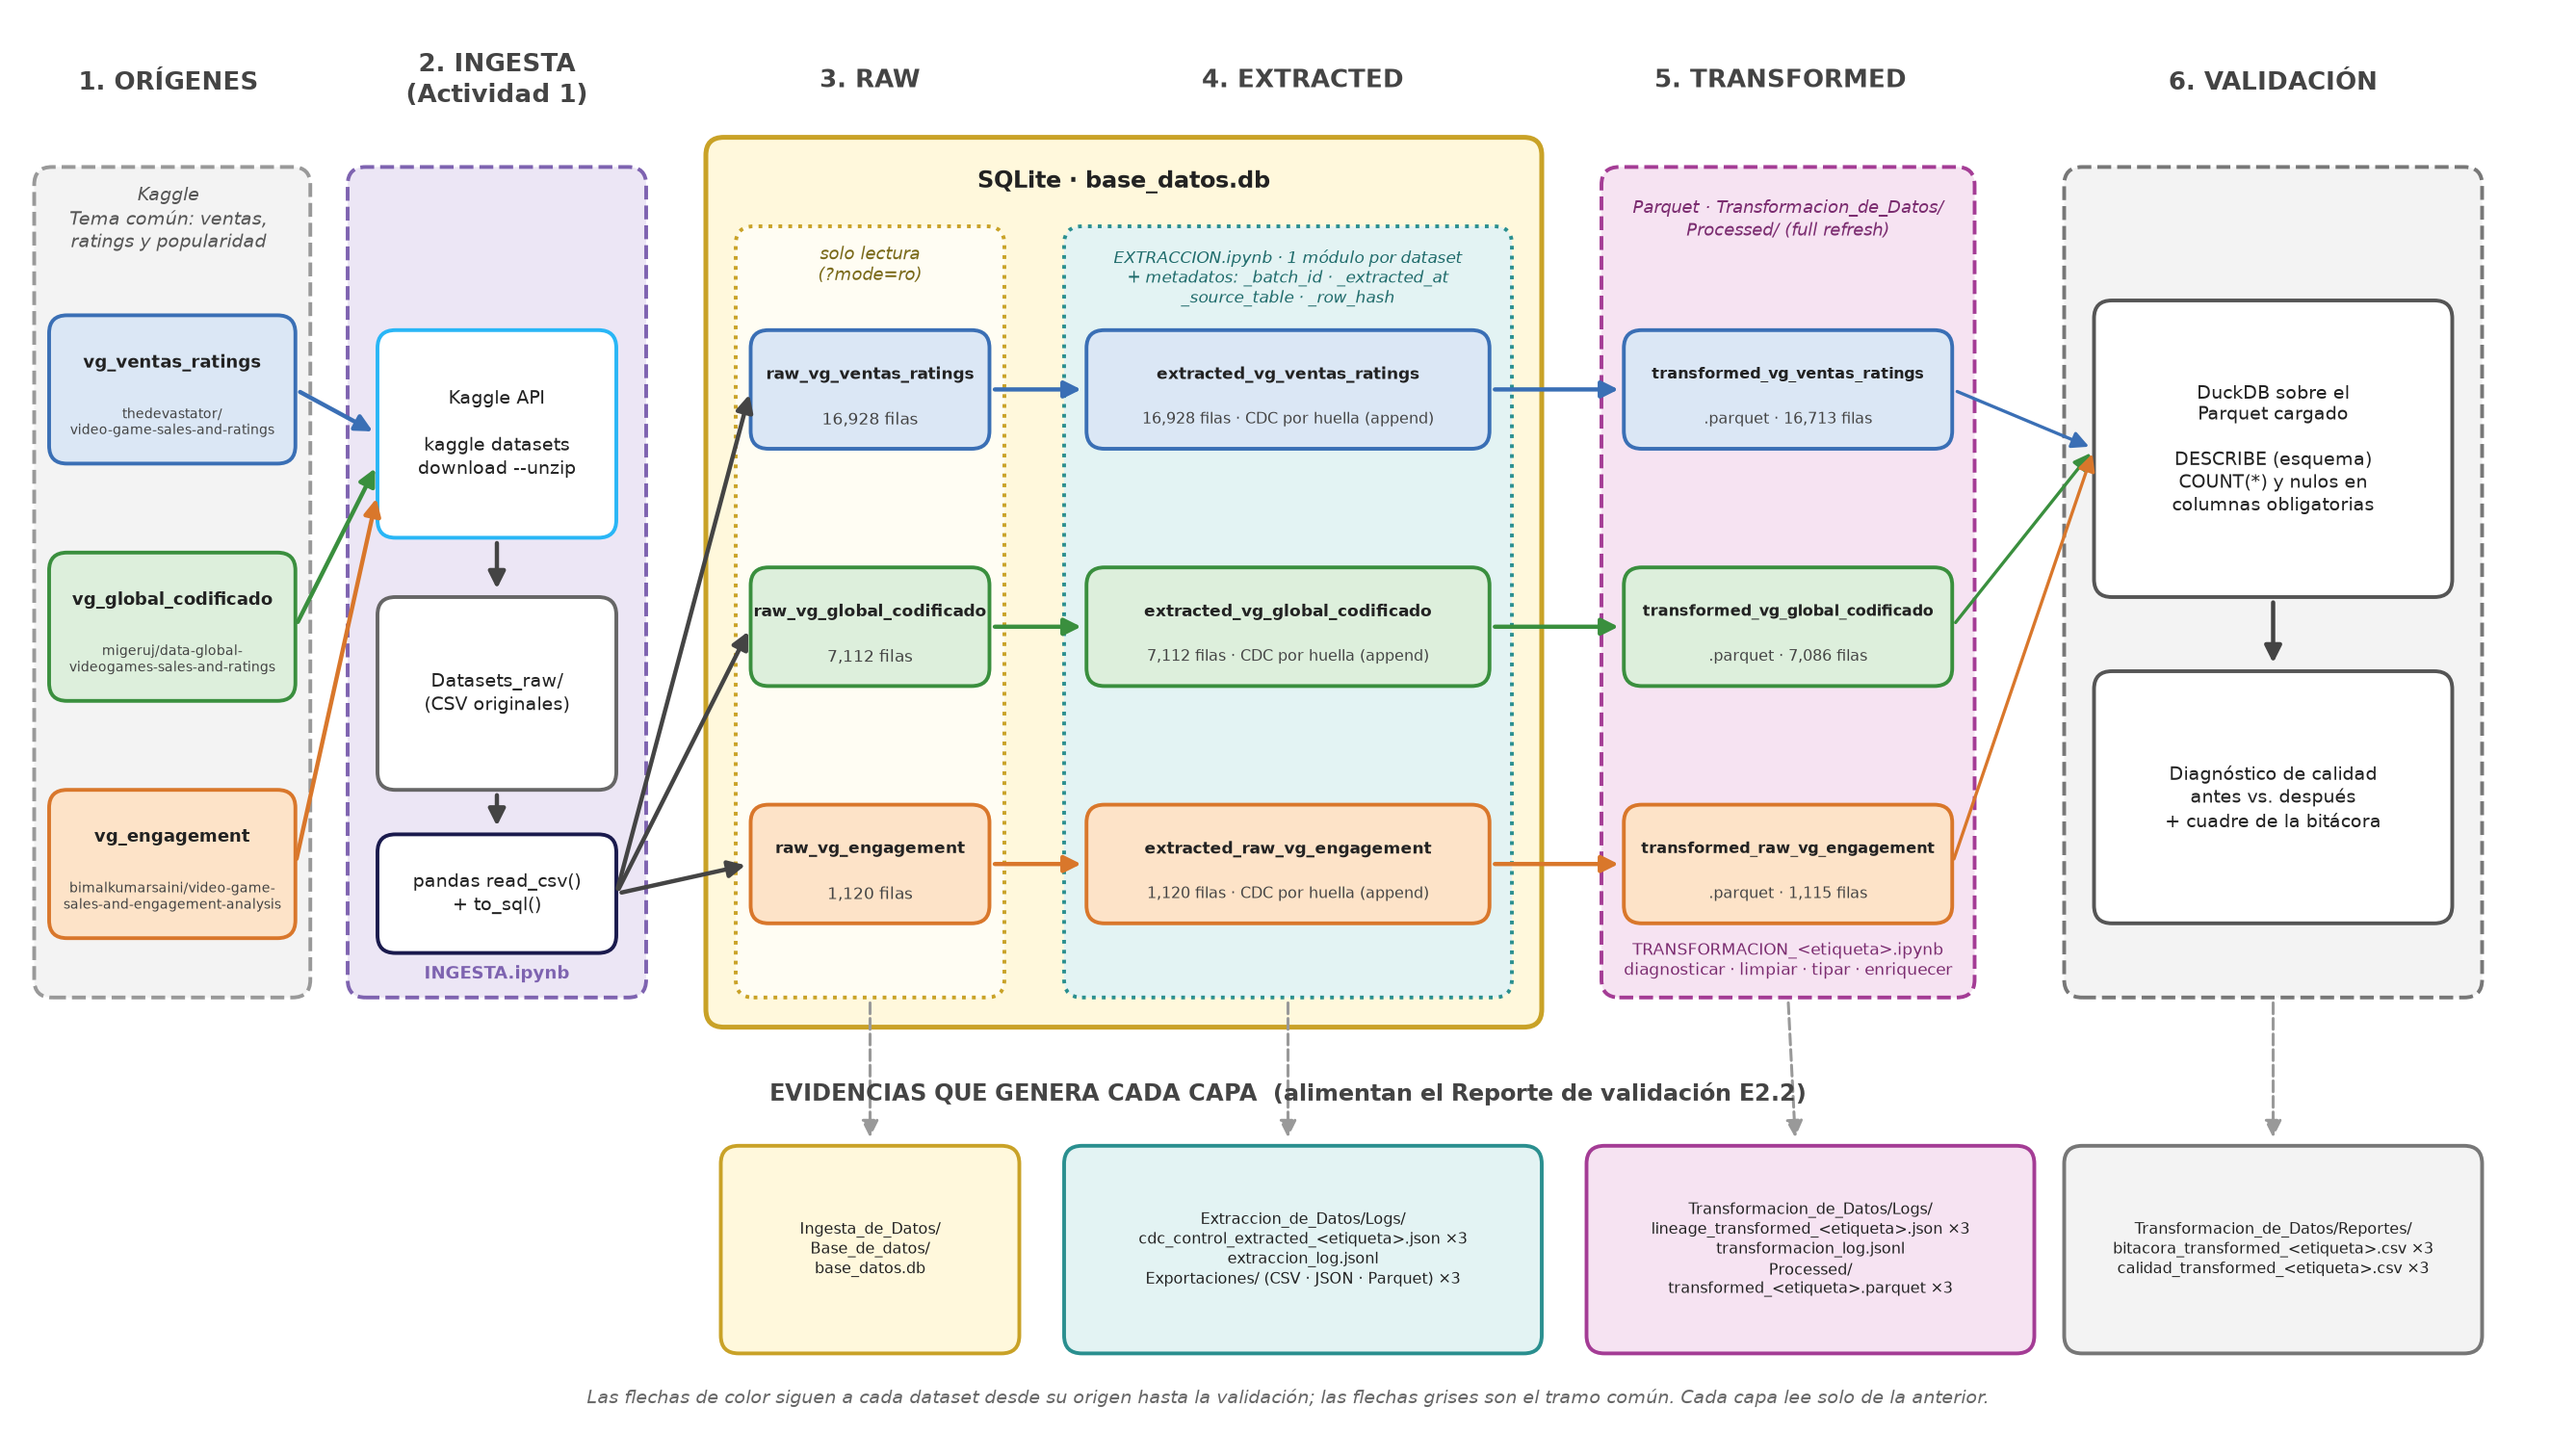 1. ORÍGENES
2. INGESTA
(Actividad 1)
3. RAW
4. EXTRACTED
5. TRANSFORMED
6. VALIDACIÓN
Kaggle
Tema común: ventas,
ratings y popularidad
vg_ventas_ratings
thedevastator/
video-game-sales-and-ratings
vg_global_codificado
migeruj/data-global-
videogames-sales-and-ratings
vg_engagement
bimalkumarsaini/video-game-
sales-and-engagement-analysis
Kaggle API
kaggle datasets
download --unzip
Datasets_raw/
(CSV originales)
pandas read_csv()
+ to_sql()
INGESTA.ipynb
SQLite · base_datos.db
solo lectura
(?mode=ro)
raw_vg_ventas_ratings
16,928 filas
raw_vg_global_codificado
7,112 filas
raw_vg_engagement
1,120 filas
EXTRACCION.ipynb · 1 módulo por dataset
+ metadatos: _batch_id · _extracted_at
_source_table · _row_hash
extracted_vg_ventas_ratings
16,928 filas · CDC por huella (append)
extracted_vg_global_codificado
7,112 filas · CDC por huella (append)
extracted_raw_vg_engagement
1,120 filas · CDC por huella (append)
Parquet · Transformacion_de_Datos/
Processed/ (full refresh)
transformed_vg_ventas_ratings
.parquet · 16,713 filas
transformed_vg_global_codificado
.parquet · 7,086 filas
transformed_raw_vg_engagement
.parquet · 1,115 filas
TRANSFORMACION_<etiqueta>.ipynb
diagnosticar · limpiar · tipar · enriquecer
DuckDB sobre el
Parquet cargado
DESCRIBE (esquema)
COUNT(*) y nulos en
columnas obligatorias
Diagnóstico de calidad
antes vs. después
+ cuadre de la bitácora
EVIDENCIAS QUE GENERA CADA CAPA (alimentan el Reporte de validación E2.2)
Ingesta_de_Datos/
Base_de_datos/
base_datos.db
Extraccion_de_Datos/Logs/
cdc_control_extracted_<etiqueta>.json ×3
extraccion_log.jsonl
Exportaciones/ (CSV · JSON · Parquet) ×3
Transformacion_de_Datos/Logs/
lineage_transformed_<etiqueta>.json ×3
transformacion_log.jsonl
Processed/
transformed_<etiqueta>.parquet ×3
Transformacion_de_Datos/Reportes/
bitacora_transformed_<etiqueta>.csv ×3
calidad_transformed_<etiqueta>.csv ×3
Las flechas de color siguen a cada dataset desde su origen hasta la validación; las flechas grises son el tramo común. Cada capa lee solo de la anterior.